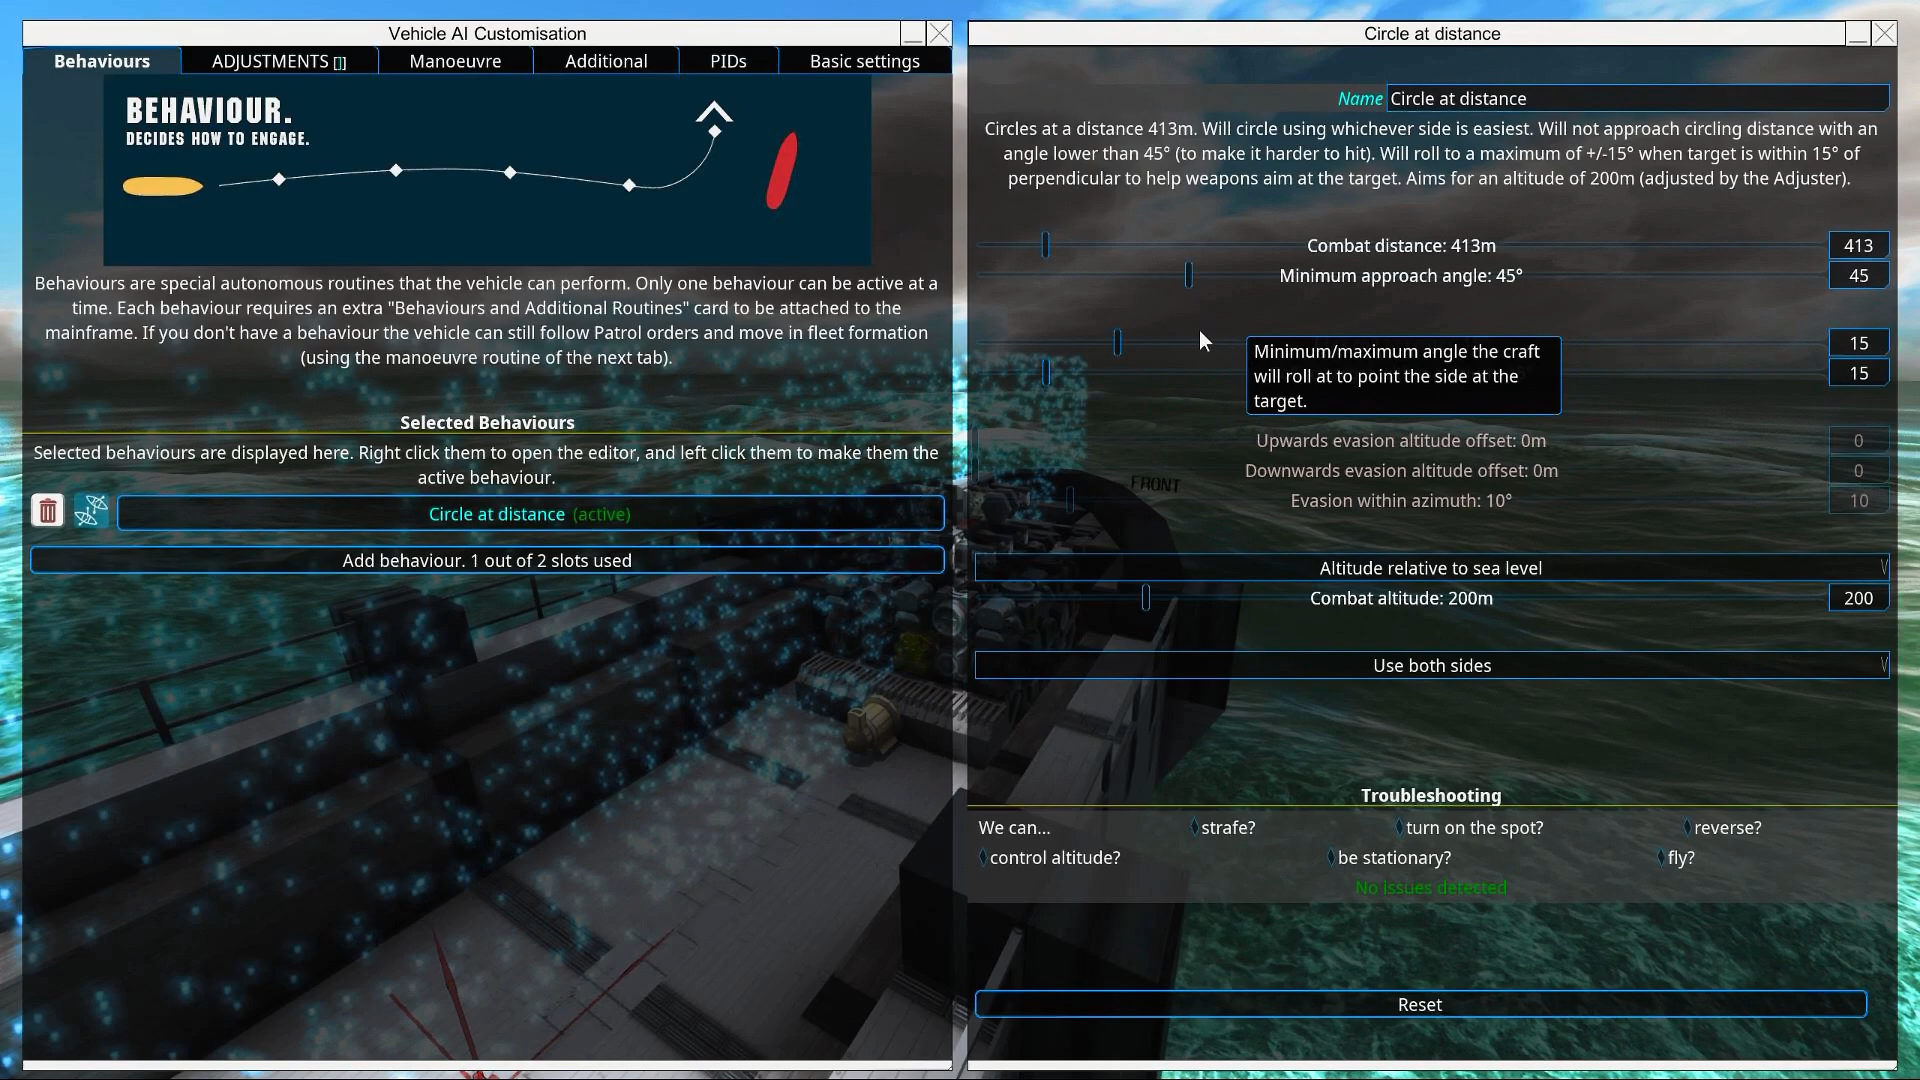 Vehicle AI Customisation
Behaviours
ADJUSTMENTS []
Manoeuvre
Additional
PIDs
Basic settings
BEHAVIOUR.
DECIDES HOW TO ENGAGE.
Behaviours are special autonomous routines that the vehicle can perform. Only one behaviour can be active at a
time. Each behaviour requires an extra "Behaviours and Additional Routines" card to be attached to the
mainframe. If you don't have a behaviour the vehicle can still follow Patrol orders and move in fleet formation
(using the manoeuvre routine of the next tab).
Selected Behaviours
Selected behaviours are displayed here. Right click them to open the editor, and left click them to make them the
active behaviour.
Circle at distance (active)
Add behaviour. 1 out of 2 slots used
Circle at distance
Name Circle at distance
Circles at a distance 413m. Will circle using whichever side is easiest. Will not approach circling distance with an
angle lower than 45° (to make it harder to hit). Will roll to a maximum of +/-15° when target is within 15° of
perpendicular to help weapons aim at the target. Aims for an altitude of 200m (adjusted by the Adjuster).
Combat distance: 413m 413
Minimum approach angle: 45° 45
15
15
Minimum/maximum angle the craft
will roll at to point the side at the
target.
Upwards evasion altitude offset: 0m 0
Downwards evasion altitude offset: 0m 0
FRONT
Evasion within azimuth: 10° 10
Altitude relative to sea level
Combat altitude: 200m 200
Use both sides
Troubleshooting
We can... strafe? turn on the spot? reverse?
control altitude? be stationary? fly?
No issues detected
Reset